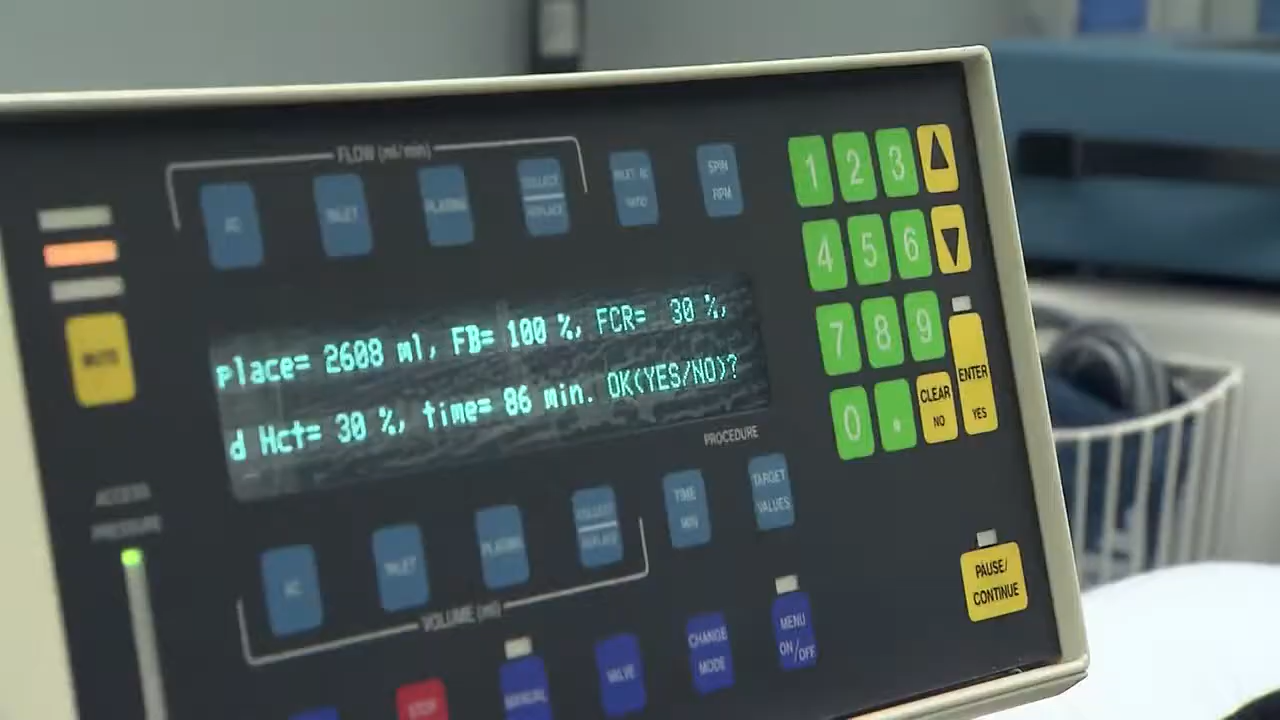 FLOW (ml/min)
AC
INLET
PLASMA
COLLECT
REPLACE
INLET:AC
RATIO
SPIN
RPM
1 2 3
4 5 6
7 8 9
0 .
MUTE
place= 2608 ml, FB= 100 %, FCR= 30 %,
d Hct= 30 %, time= 86 min. OK(YES/NO)?
ENTER
YES
CLEAR
NO
PROCEDURE
ACCESS
PRESSURE
AC
INLET
PLASMA
COLLECT
REPLACE
TIME
MIN
TARGET
VALUES
VOLUME (ml)
PAUSE/
CONTINUE
STOP
MANUAL
VALVE
CHANGE
MODE
MENU
ON/OFF